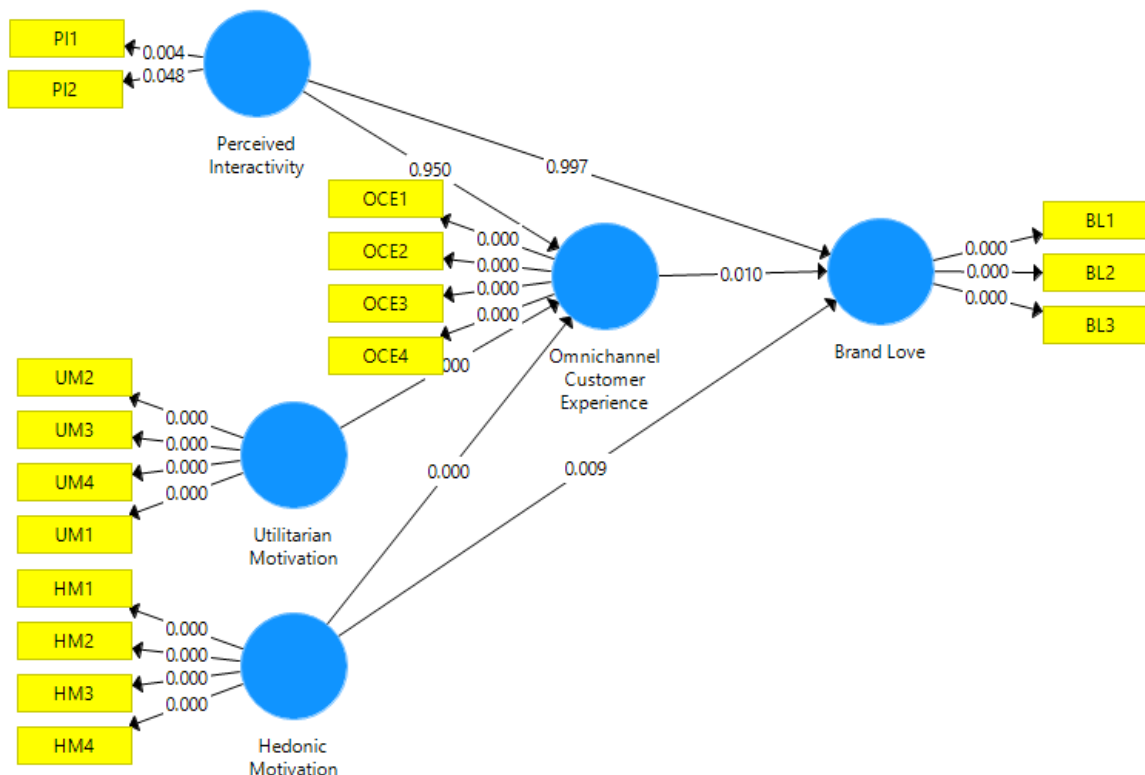 PI1
0.004
0.048
PI2
Perceived
Interactivity
0.950
0.997
OCE1
0.000
OCE2
0.000
OCE3
0.000
OCE4
0.000
Omnichannel
Customer
Experience
0.010
BL1
0.000
BL2
0.000
BL3
0.000
Brand Love
UM2
0.000
UM3
0.000
UM4
0.000
UM1
0.000
Utilitarian
Motivation
.000
0.000
0.009
HM1
0.000
HM2
0.000
HM3
0.000
HM4
0.000
Hedonic
Motivation